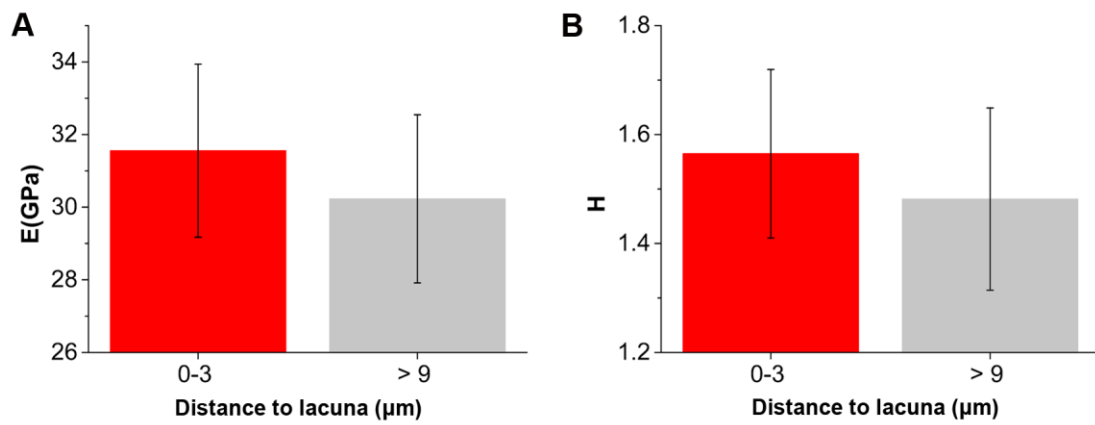 A
E(GPa)
34
32
30
28
26
0-3
> 9
Distance to lacuna (µm)
B
H
1.8
1.6
1.4
1.2
0-3
> 9
Distance to lacuna (µm)